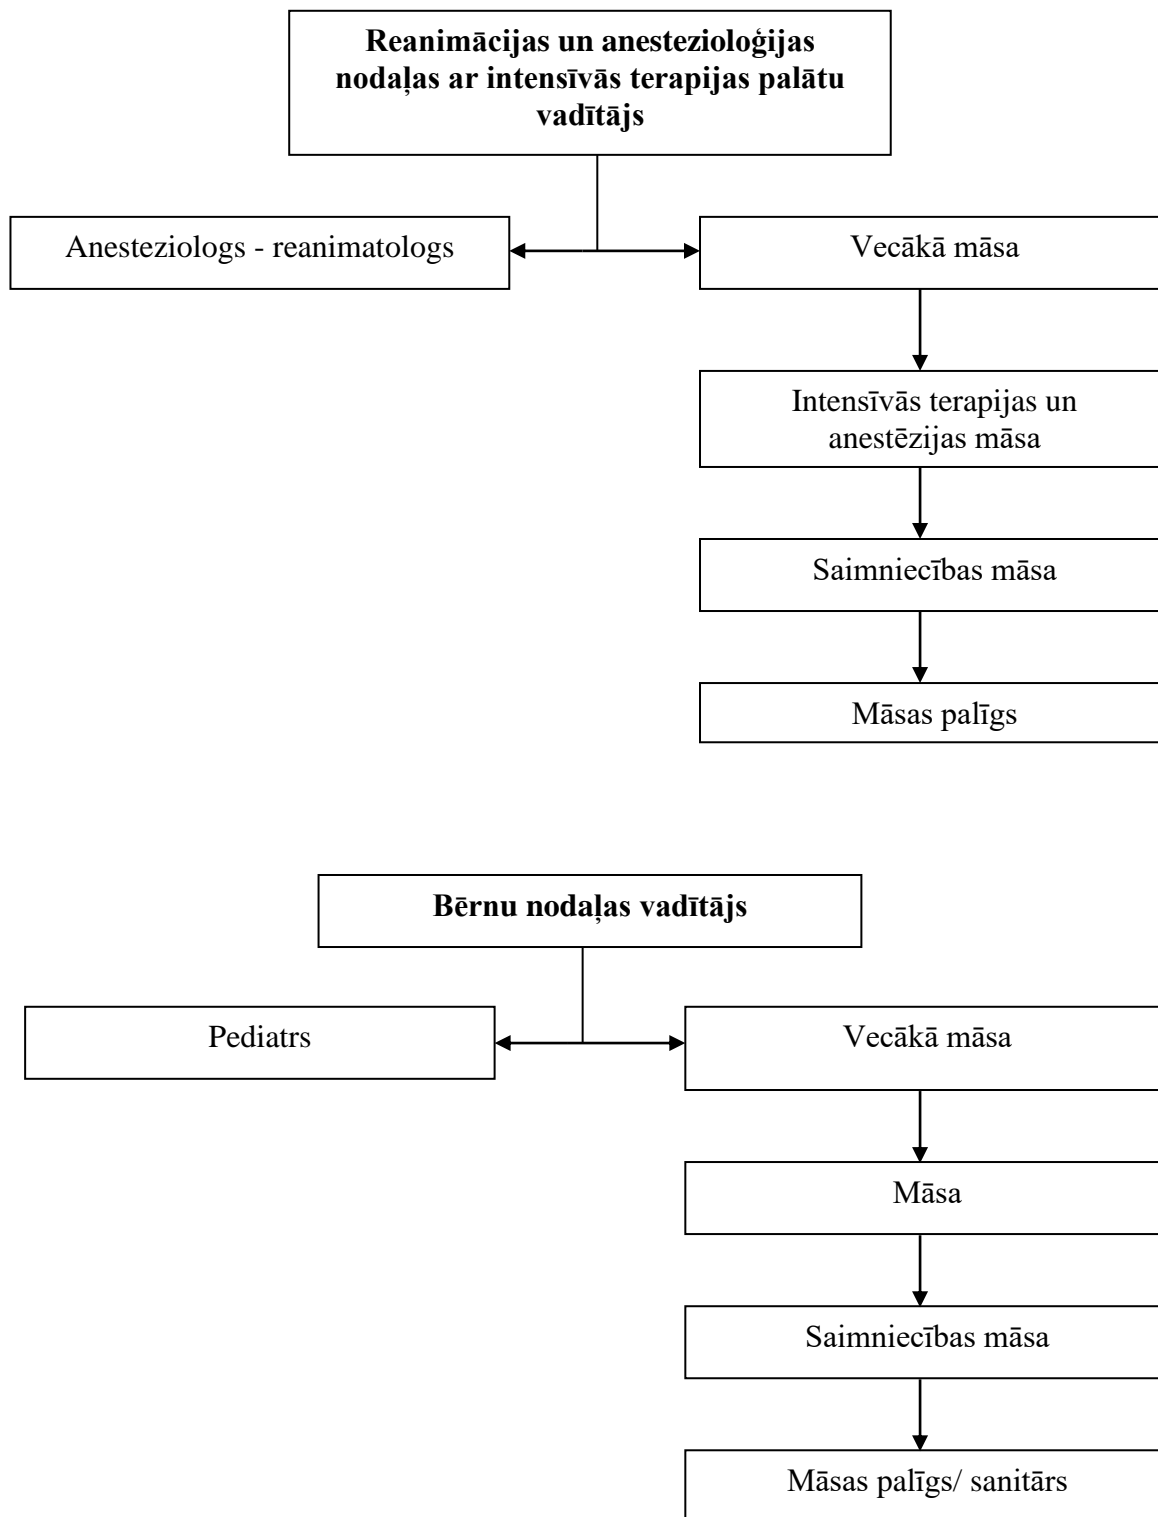 Reanimācijas un anestezioloģijas
nodaļas ar intensīvās terapijas palātu
vadītājs
Anesteziologs - reanimatologs
Vecākā māsa
Intensīvās terapijas un
anestēzijas māsa
Saimniecības māsa
Māsas palīgs
Bērnu nodaļas vadītājs
Pediatrs
Vecākā māsa
Māsa
Saimniecības māsa
Māsas palīgs/ sanitārs